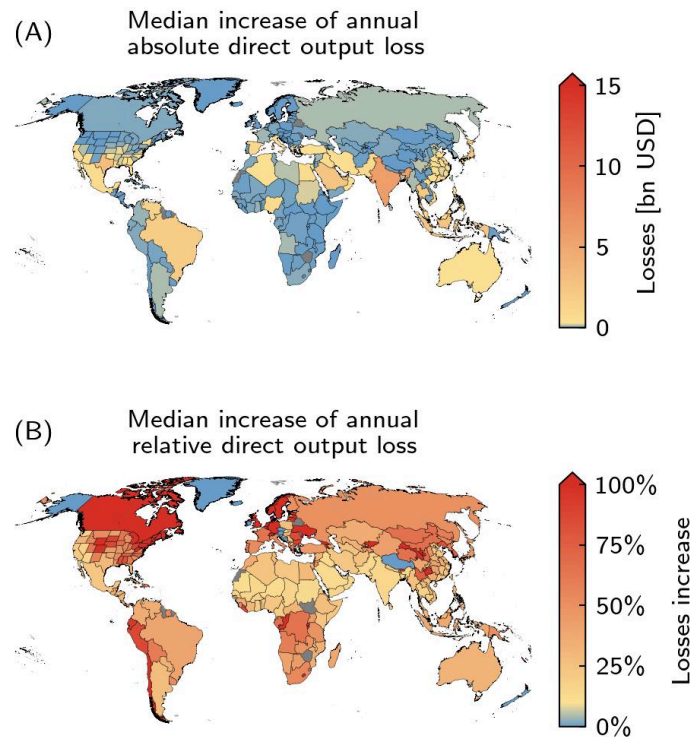 (A)
Median increase of annual
absolute direct output loss
15
10
5
0
Losses [bn USD]
(B)
Median increase of annual
relative direct output loss
100%
75%
50%
25%
0%
Losses increase